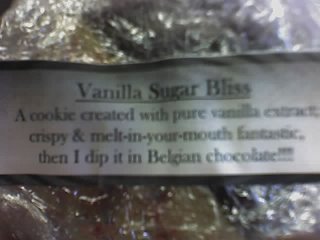 Vanilla Sugar Bliss
A cookie created with pure vanilla extract,
crispy & melt-in-your-mouth fantastic,
then I dip it in Belgian chocolate!!!!